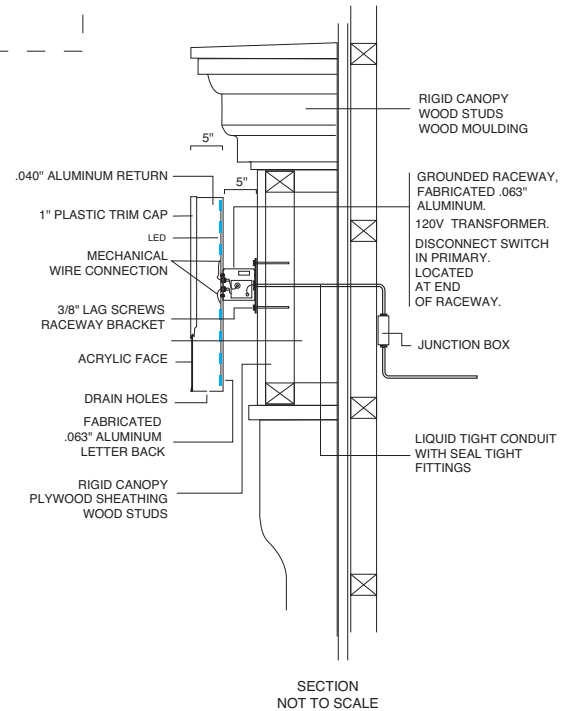 RIGID CANOPY
WOOD STUDS
WOOD MOULDING
5"
5"
.040" ALUMINUM RETURN
1" PLASTIC TRIM CAP
LED
MECHANICAL
WIRE CONNECTION
3/8" LAG SCREWS
RACEWAY BRACKET
ACRYLIC FACE
DRAIN HOLES
FABRICATED
.063" ALUMINUM
LETTER BACK
RIGID CANOPY
PLYWOOD SHEATHING
WOOD STUDS
GROUNDED RACEWAY,
FABRICATED .063"
ALUMINUM.
120V TRANSFORMER.
DISCONNECT SWITCH
IN PRIMARY.
LOCATED
AT END
OF RACEWAY.
JUNCTION BOX
LIQUID TIGHT CONDUIT
WITH SEAL TIGHT
FITTINGS
SECTION
NOT TO SCALE